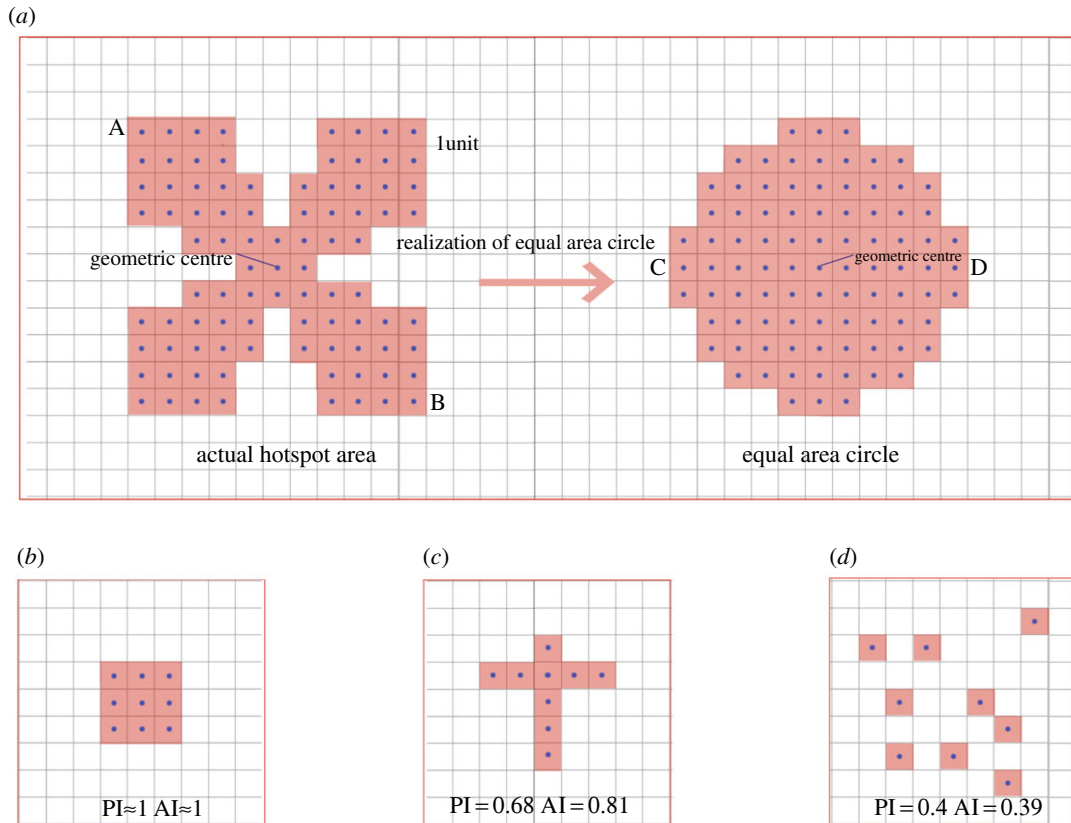 (a)
A
1unit
realization of equal area circle
geometric centre
geometric centre
C
D
B
actual hotspot area
equal area circle
(b)
(c)
(d)
PI≈1 AI≈1
PI=0.68 AI=0.81
PI=0.4 AI=0.39